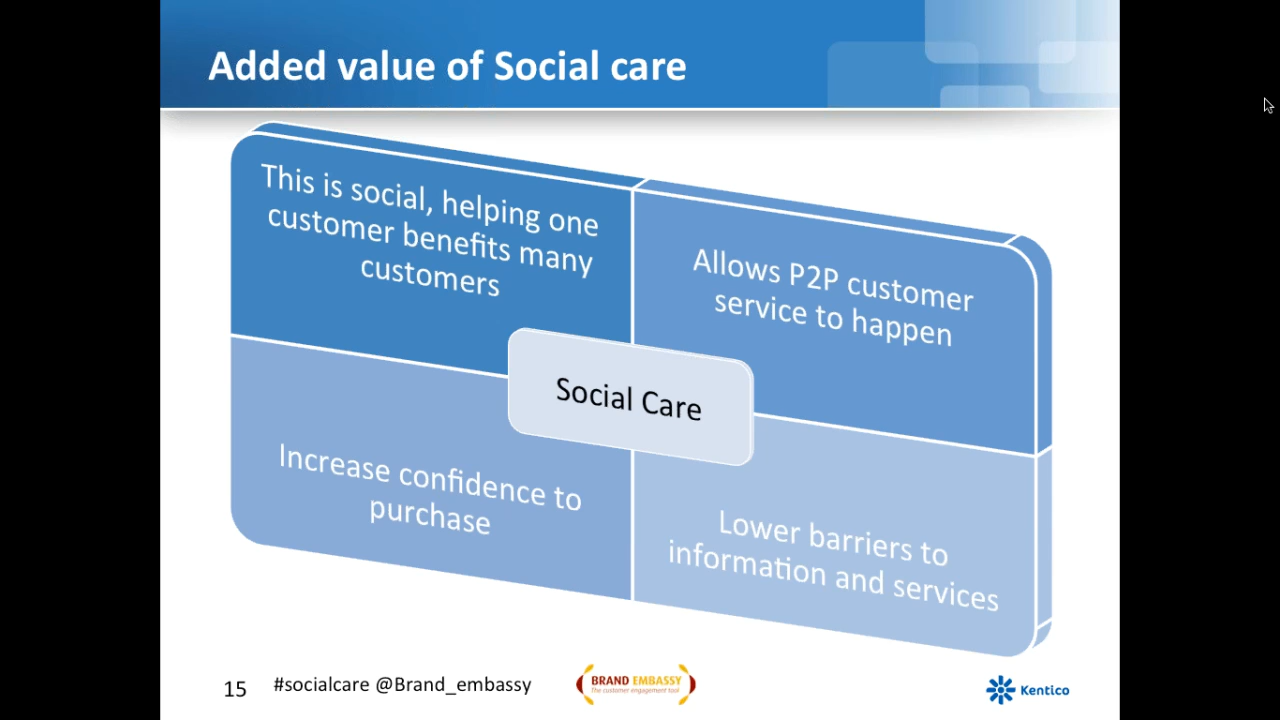 Added value of Social care
This is social, helping one
customer benefits many
customers
Allows P2P customer
service to happen
Social Care
Increase confidence to
purchase
Lower barriers to
information and services
15
#socialcare @Brand_embassy
BRAND EMBASSY
The customer engagement tool
Kentico